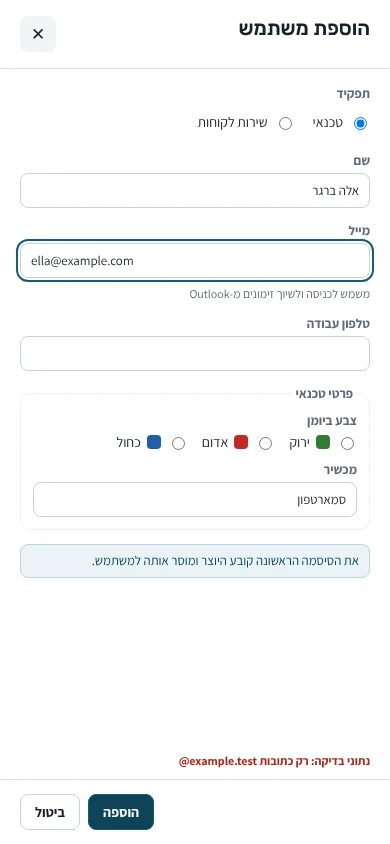 הוספת משתמש
✕
תפקיד
טכנאי
שירות לקוחות
שם
אלה ברגר
מייל
ella@example.com
משמש לכניסה ולשיוך זימונים מ-Outlook
טלפון עבודה
פרטי טכנאי
צבע ביומן
ירוק
אדום
כחול
מכשיר
סמארטפון
את הסיסמה הראשונה קובע היוצר ומוסר אותה למשתמש.
נתוני בדיקה: רק כתובות @example.test
הוספה
ביטול